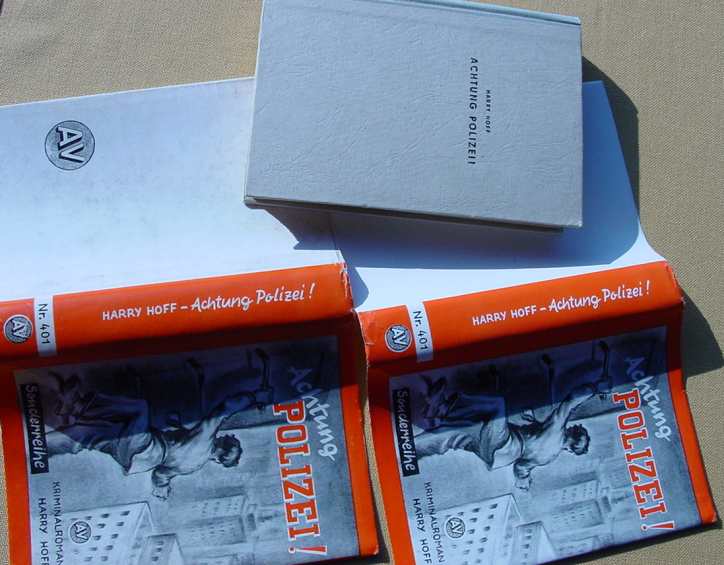 HARRY HOFF
ACHTUNG POLIZEI!
AV
HARRY HOFF – Achtung Polizei!
Nr. 401
AV
HARRY HOFF – Achtung Polizei!
Nr. 401
AV
Achtung
POLIZEI!
Sonderreihe
KRIMINALROMAN
HARRY HOFF
AV
Achtung
POLIZEI!
Sonderreihe
KRIMINALROMAN
HARRY HOFF
AV